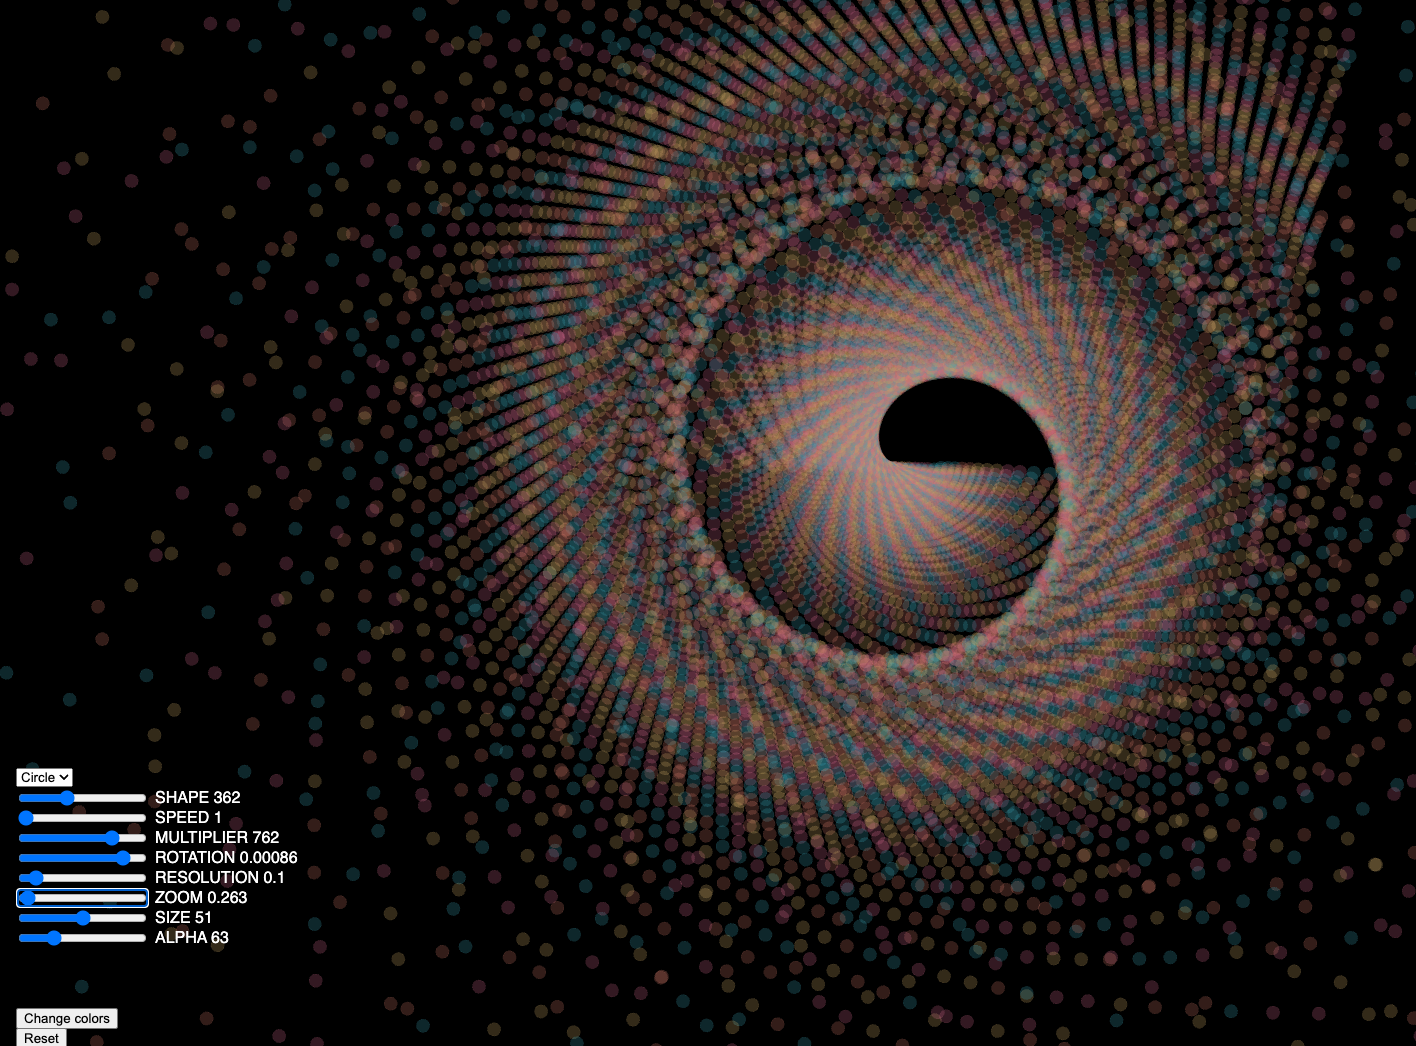 Circle
SHAPE 362
SPEED 1
MULTIPLIER 762
ROTATION 0.00086
RESOLUTION 0.1
ZOOM 0.263
SIZE 51
ALPHA 63
Change colors
Reset